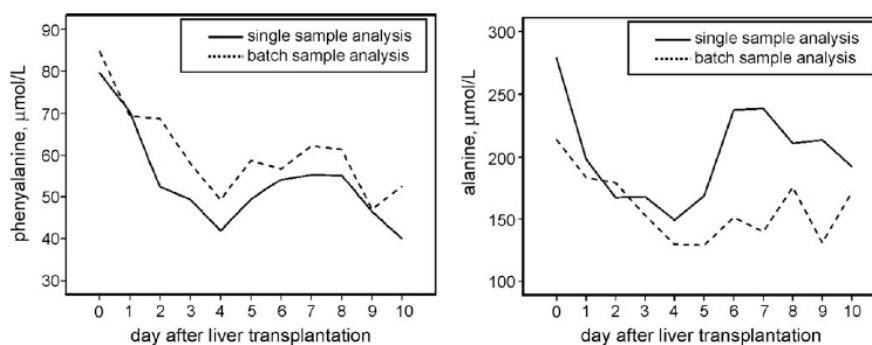 phenyalanine, μmol/L
90
80
70
60
50
40
30
single sample analysis
batch sample analysis
0 1 2 3 4 5 6 7 8 9 10
day after liver transplantation
alanine, μmol/L
300
250
200
150
100
single sample analysis
batch sample analysis
0 1 2 3 4 5 6 7 8 9 10
day after liver transplantation